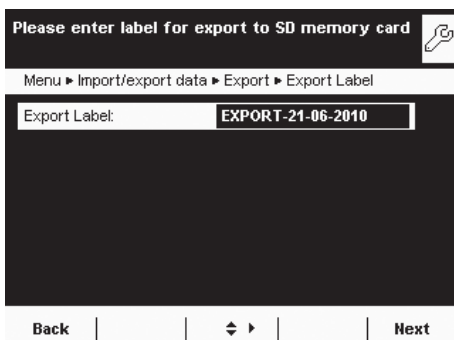 Please enter label for export to SD memory card
Menu ▸ Import/export data ▸ Export ▸ Export Label
Export Label: EXPORT-21-06-2010
Back Next